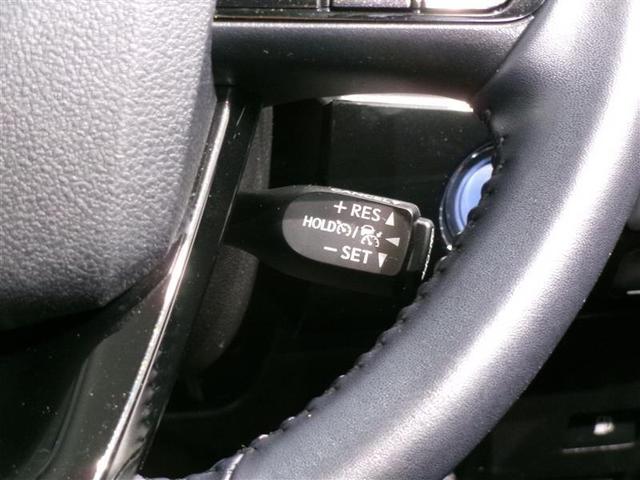 + RES ▲
HOLD / ◀
− SET ▼